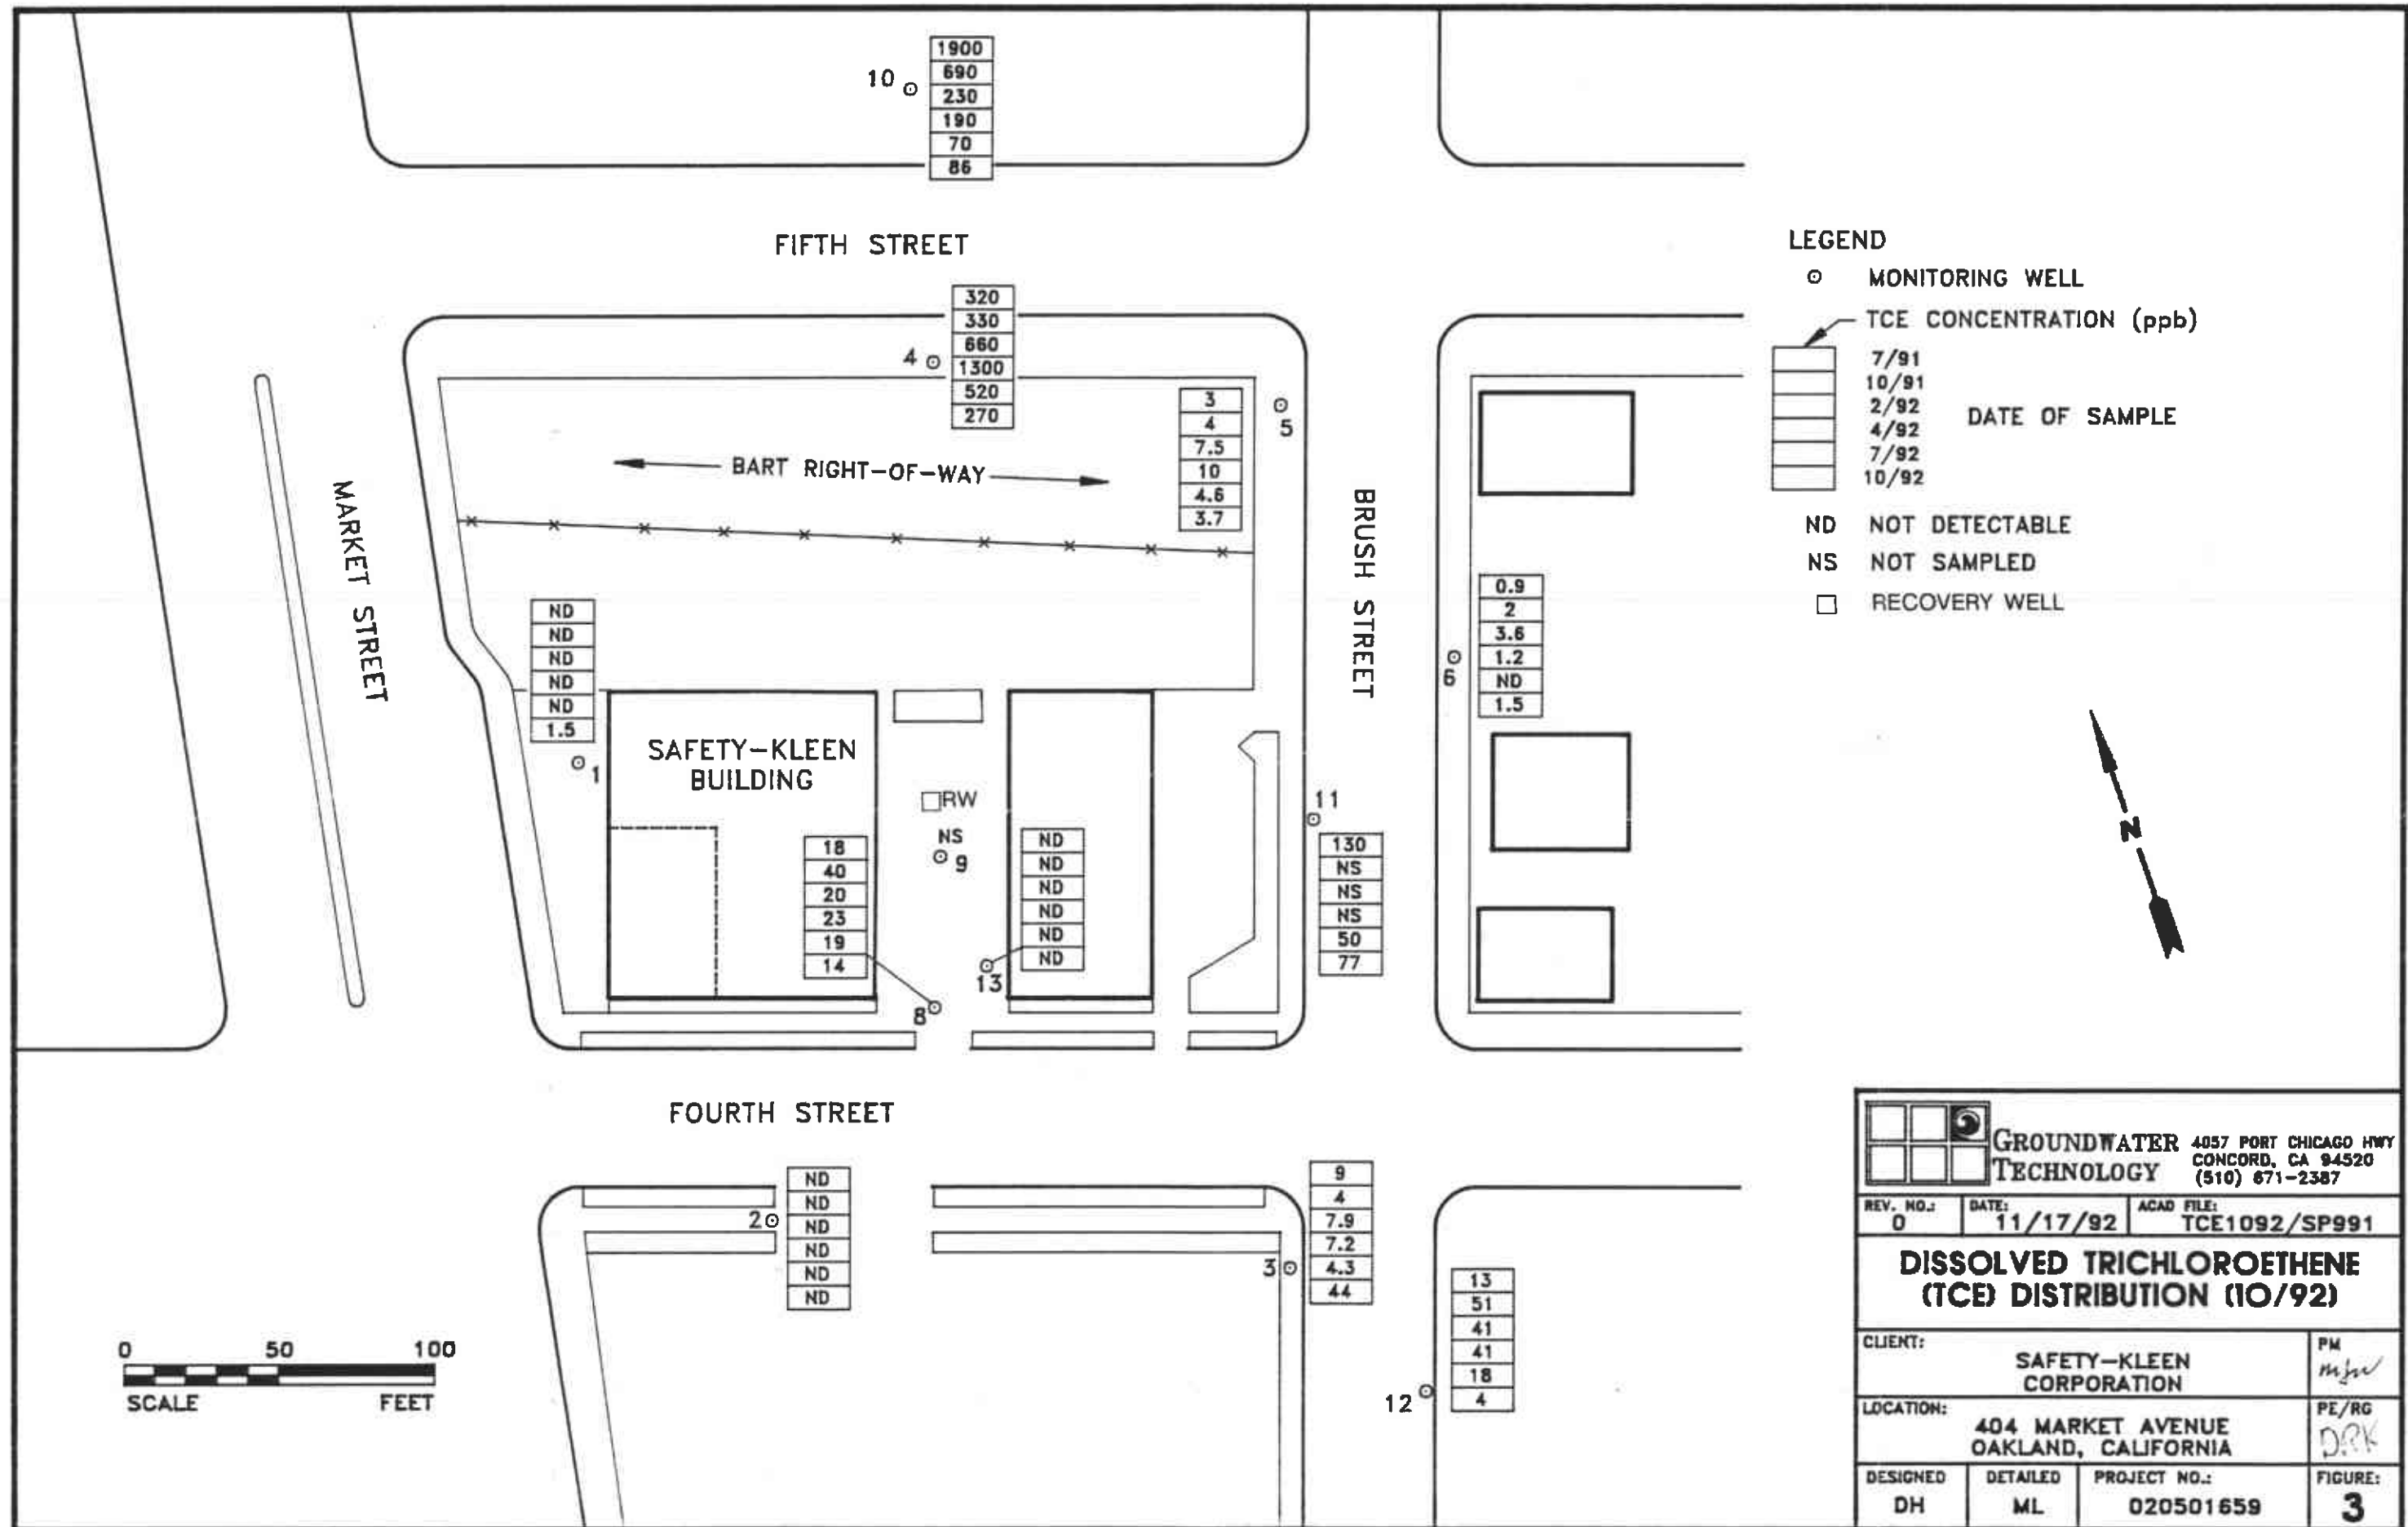 10
1900
690
230
190
70
86
FIFTH STREET
4
320
330
660
1300
520
270
5
3
4
7.5
10
4.6
3.7
BART RIGHT-OF-WAY
MARKET STREET
BRUSH STREET
ND
ND
ND
ND
ND
1.5
1
SAFETY-KLEEN
BUILDING
RW
NS
9
18
40
20
23
19
14
8
ND
ND
ND
ND
ND
ND
13
0.9
2
3.6
1.2
ND
1.5
6
11
130
NS
NS
NS
50
77
FOURTH STREET
2
ND
ND
ND
ND
ND
ND
3
9
4
7.9
7.2
4.3
44
12
13
51
41
41
18
4
0 50 100
SCALE FEET
LEGEND
MONITORING WELL
TCE CONCENTRATION (ppb)
7/91
10/91
2/92
4/92
7/92
10/92
DATE OF SAMPLE
ND NOT DETECTABLE
NS NOT SAMPLED
RECOVERY WELL
N
GROUNDWATER
TECHNOLOGY
4057 PORT CHICAGO HWY
CONCORD, CA 94520
(510) 671-2387
REV. NO.: 0
DATE: 11/17/92
ACAD FILE: TCE1092/SP991
DISSOLVED TRICHLOROETHENE
(TCE) DISTRIBUTION (10/92)
CLIENT:
SAFETY-KLEEN
CORPORATION
PM
mjw
LOCATION:
404 MARKET AVENUE
OAKLAND, CALIFORNIA
PE/RG
DRK
DESIGNED
DH
DETAILED
ML
PROJECT NO.:
020501659
FIGURE:
3